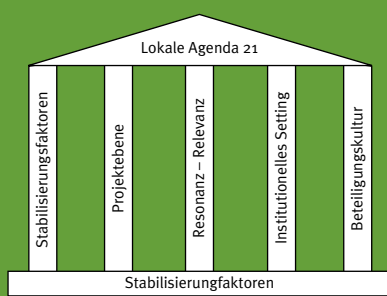 Lokale Agenda 21
Stabilisierungsfaktoren
Projektebene
Resonanz – Relevanz
Institutionelles Setting
Beteiligungskultur
Stabilisierungfaktoren